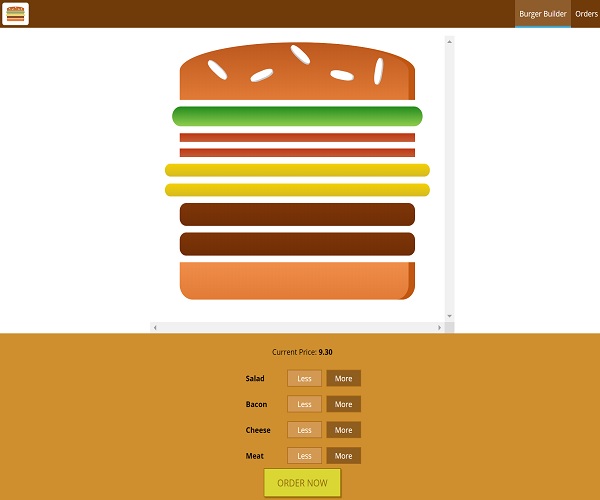 Burger Builder Orders
Current Price: 9.30
Salad Less More
Bacon Less More
Cheese Less More
Meat Less More
ORDER NOW